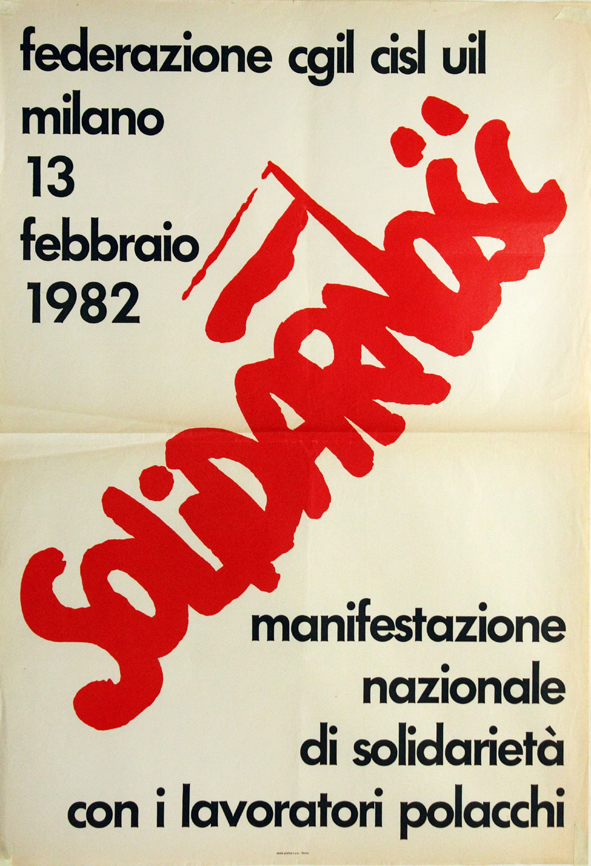 federazione cgil cisl uil
milano
13
febbraio
1982
SOLiDARNOŚĆ
manifestazione
nazionale
di solidarietà
con i lavoratori polacchi